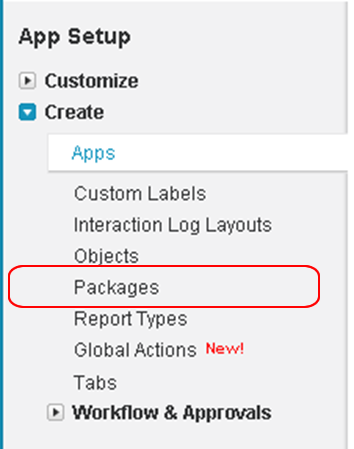 App Setup
Customize
Create
Apps
Custom Labels
Interaction Log Layouts
Objects
Packages
Report Types
Global Actions New!
Tabs
Workflow & Approvals